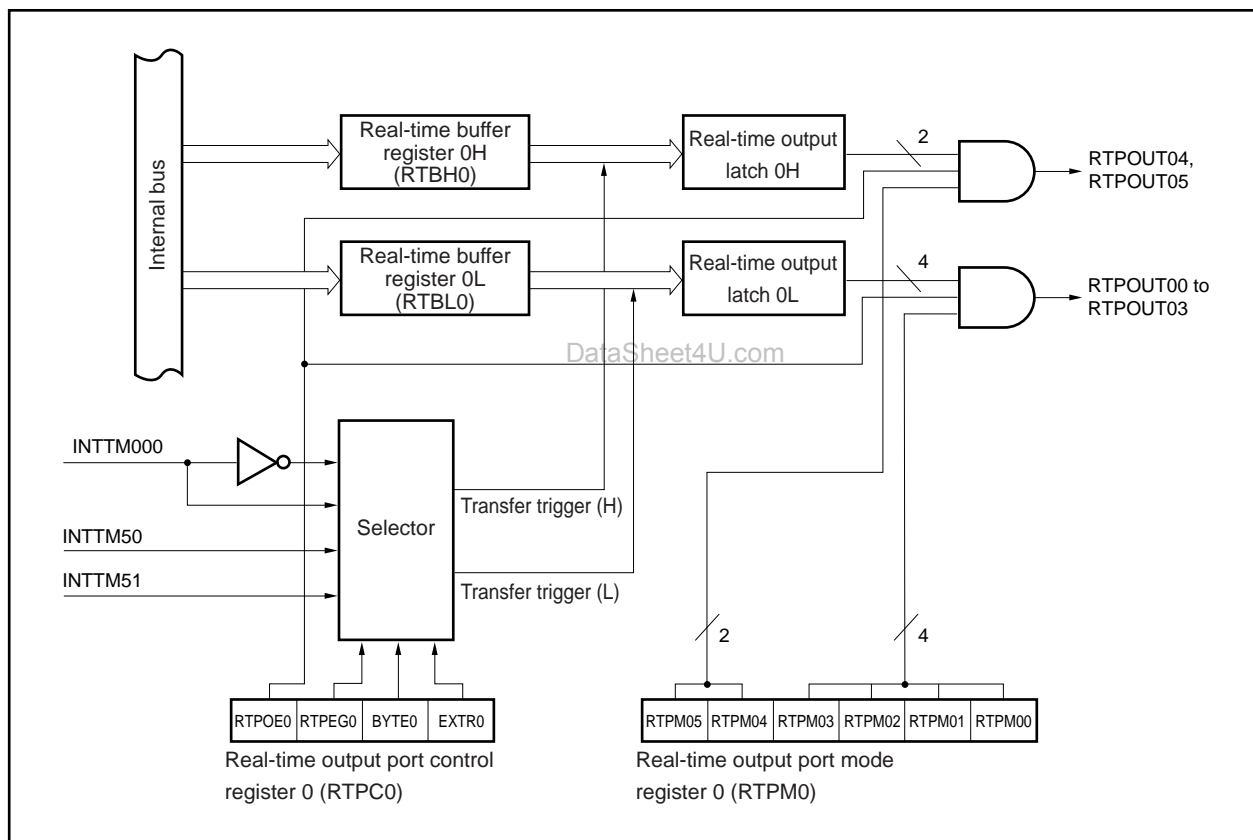 Internal bus
Real-time buffer
register 0H
(RTBH0)
Real-time output
latch 0H
2
RTPOUT04,
RTPOUT05
Real-time buffer
register 0L
(RTBL0)
Real-time output
latch 0L
4
RTPOUT00 to
RTPOUT03
DataSheet4U.com
INTTM000
INTTM50
INTTM51
Selector
Transfer trigger (H)
Transfer trigger (L)
2
4
RTPOE0 RTPEG0 BYTE0 EXTR0
Real-time output port control
register 0 (RTPC0)
RTPM05 RTPM04 RTPM03 RTPM02 RTPM01 RTPM00
Real-time output port mode
register 0 (RTPM0)